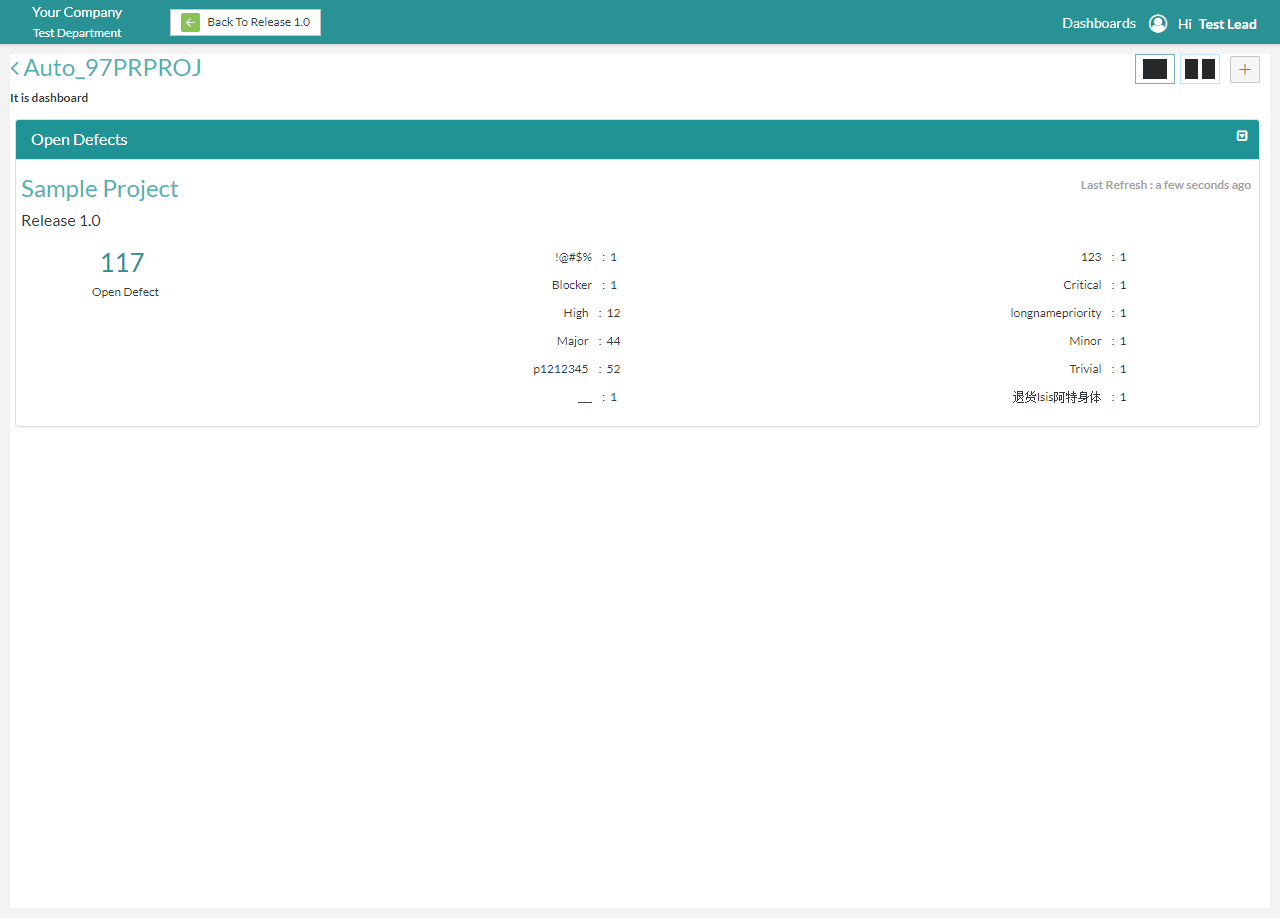 Your Company
Test Department
Back To Release 1.0
Dashboards
Hi Test Lead
Auto_97PRPROJ
It is dashboard
Open Defects
Sample Project
Last Refresh : a few seconds ago
Release 1.0
117
Open Defect
!@#$% : 1
123 : 1
Blocker : 1
Critical : 1
High : 12
longnamepriority : 1
Major : 44
Minor : 1
p1212345 : 52
Trivial : 1
___ : 1
退货Isis阿特身体 : 1